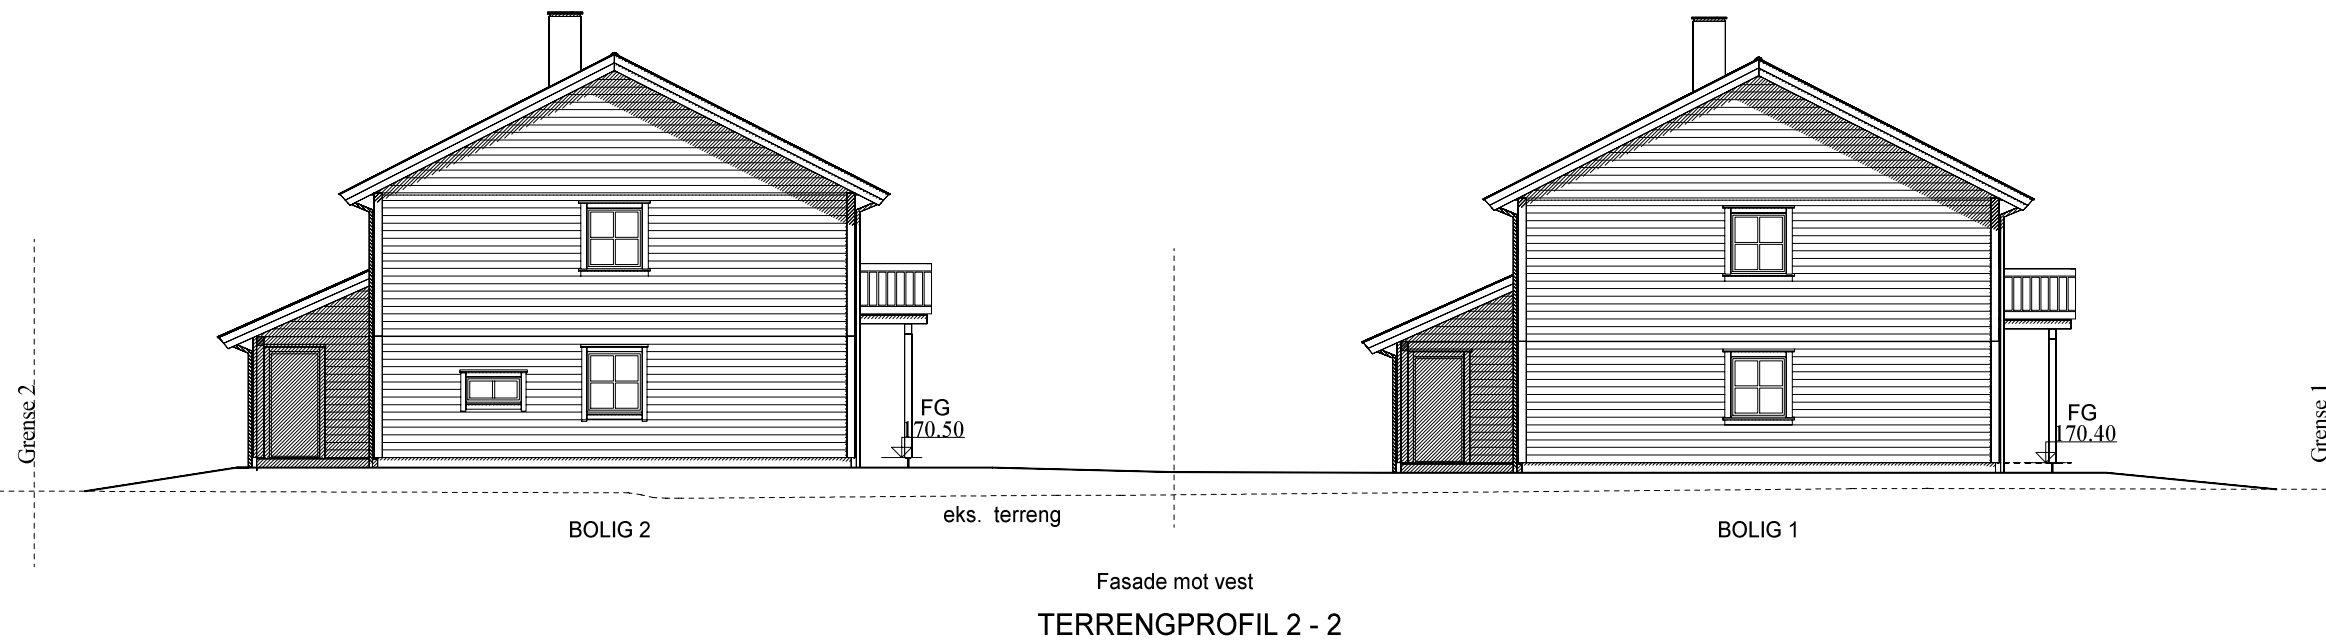 Grense 2
FG
170.50
FG
170.40
Grense 1
eks. terreng
BOLIG 2
BOLIG 1
Fasade mot vest
TERRENGPROFIL 2 - 2